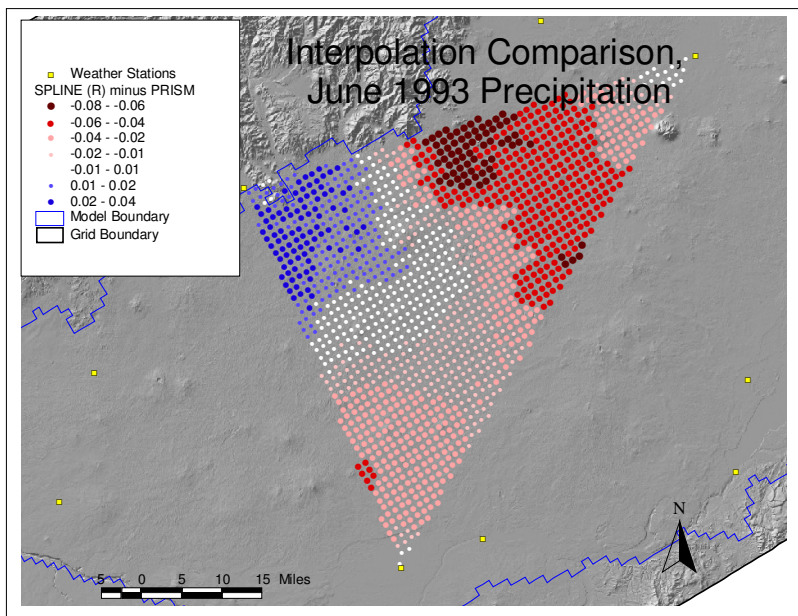 Interpolation Comparison,
June 1993 Precipitation
Weather Stations
SPLINE (R) minus PRISM
-0.08 - -0.06
-0.06 - -0.04
-0.04 - -0.02
-0.02 - -0.01
-0.01 - 0.01
0.01 - 0.02
0.02 - 0.04
Model Boundary
Grid Boundary
N
5 0 5 10 15 Miles